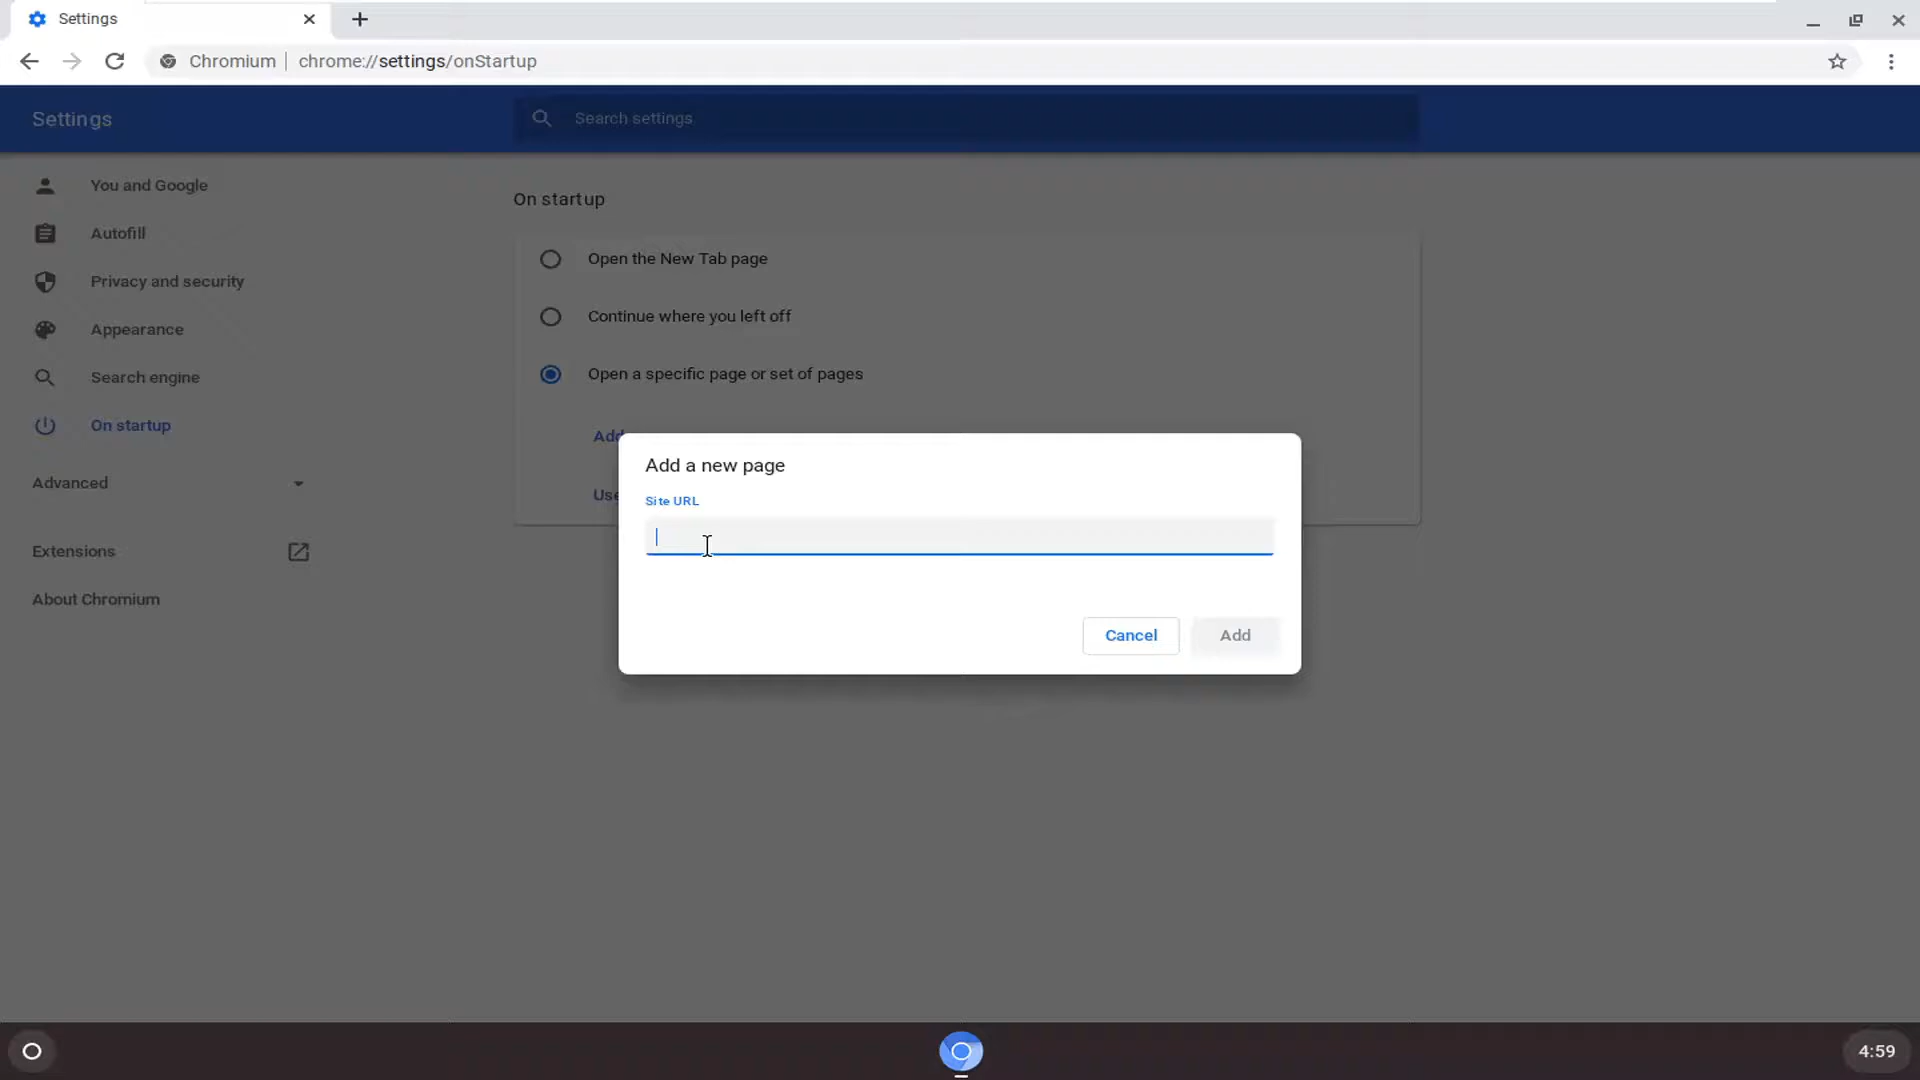 Settings
Chromium | chrome://settings/onStartup
Settings
Search settings
You and Google
Autofill
Privacy and security
Appearance
Search engine
On startup
Advanced
Extensions
About Chromium
On startup
Open the New Tab page
Continue where you left off
Open a specific page or set of pages
Add
Use
Add a new page
Site URL
Cancel
Add
4:59